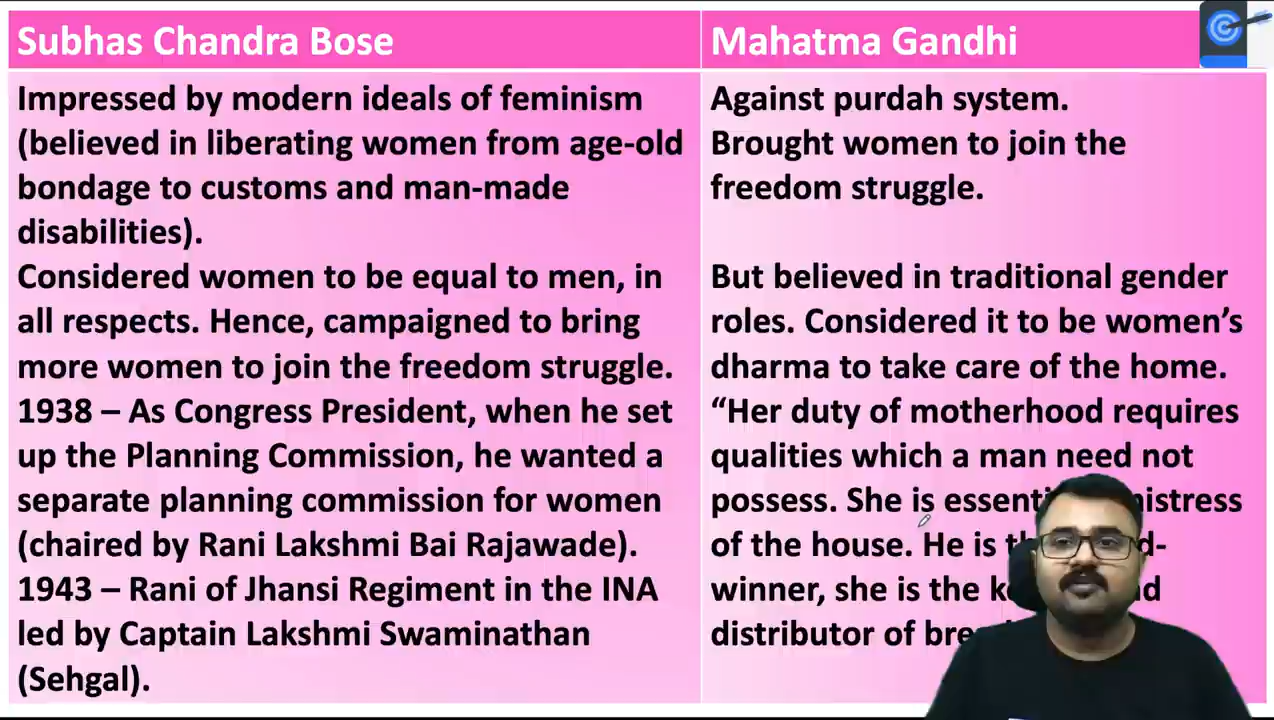 Subhas Chandra Bose
Impressed by modern ideals of feminism
(believed in liberating women from age-old
bondage to customs and man-made
disabilities).
Considered women to be equal to men, in
all respects. Hence, campaigned to bring
more women to join the freedom struggle.
1938 – As Congress President, when he set
up the Planning Commission, he wanted a
separate planning commission for women
(chaired by Rani Lakshmi Bai Rajawade).
1943 – Rani of Jhansi Regiment in the INA
led by Captain Lakshmi Swaminathan
(Sehgal).
Mahatma Gandhi
Against purdah system.
Brought women to join the
freedom struggle.
But believed in traditional gender
roles. Considered it to be women’s
dharma to take care of the home.
“Her duty of motherhood requires
qualities which a man need not
possess. She is
of the house. He is
winner, she is the
distributor of